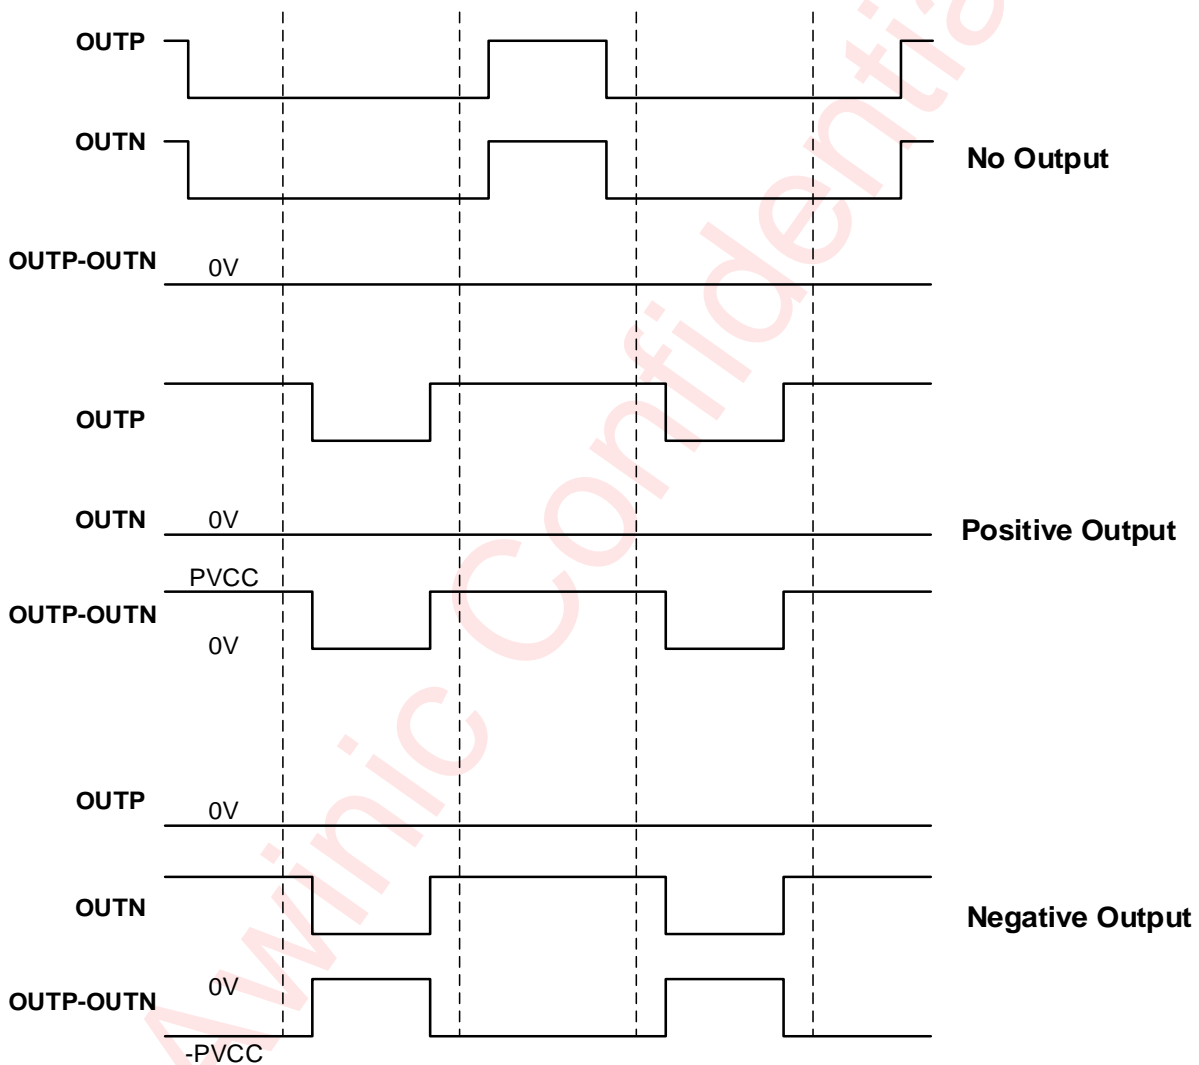 OUTP
OUTN
No Output
OUTP-OUTN
0V
OUTP
OUTN
0V
Positive Output
PVCC
OUTP-OUTN
0V
OUTP
0V
OUTN
Negative Output
0V
OUTP-OUTN
-PVCC
Awinic Confidentia